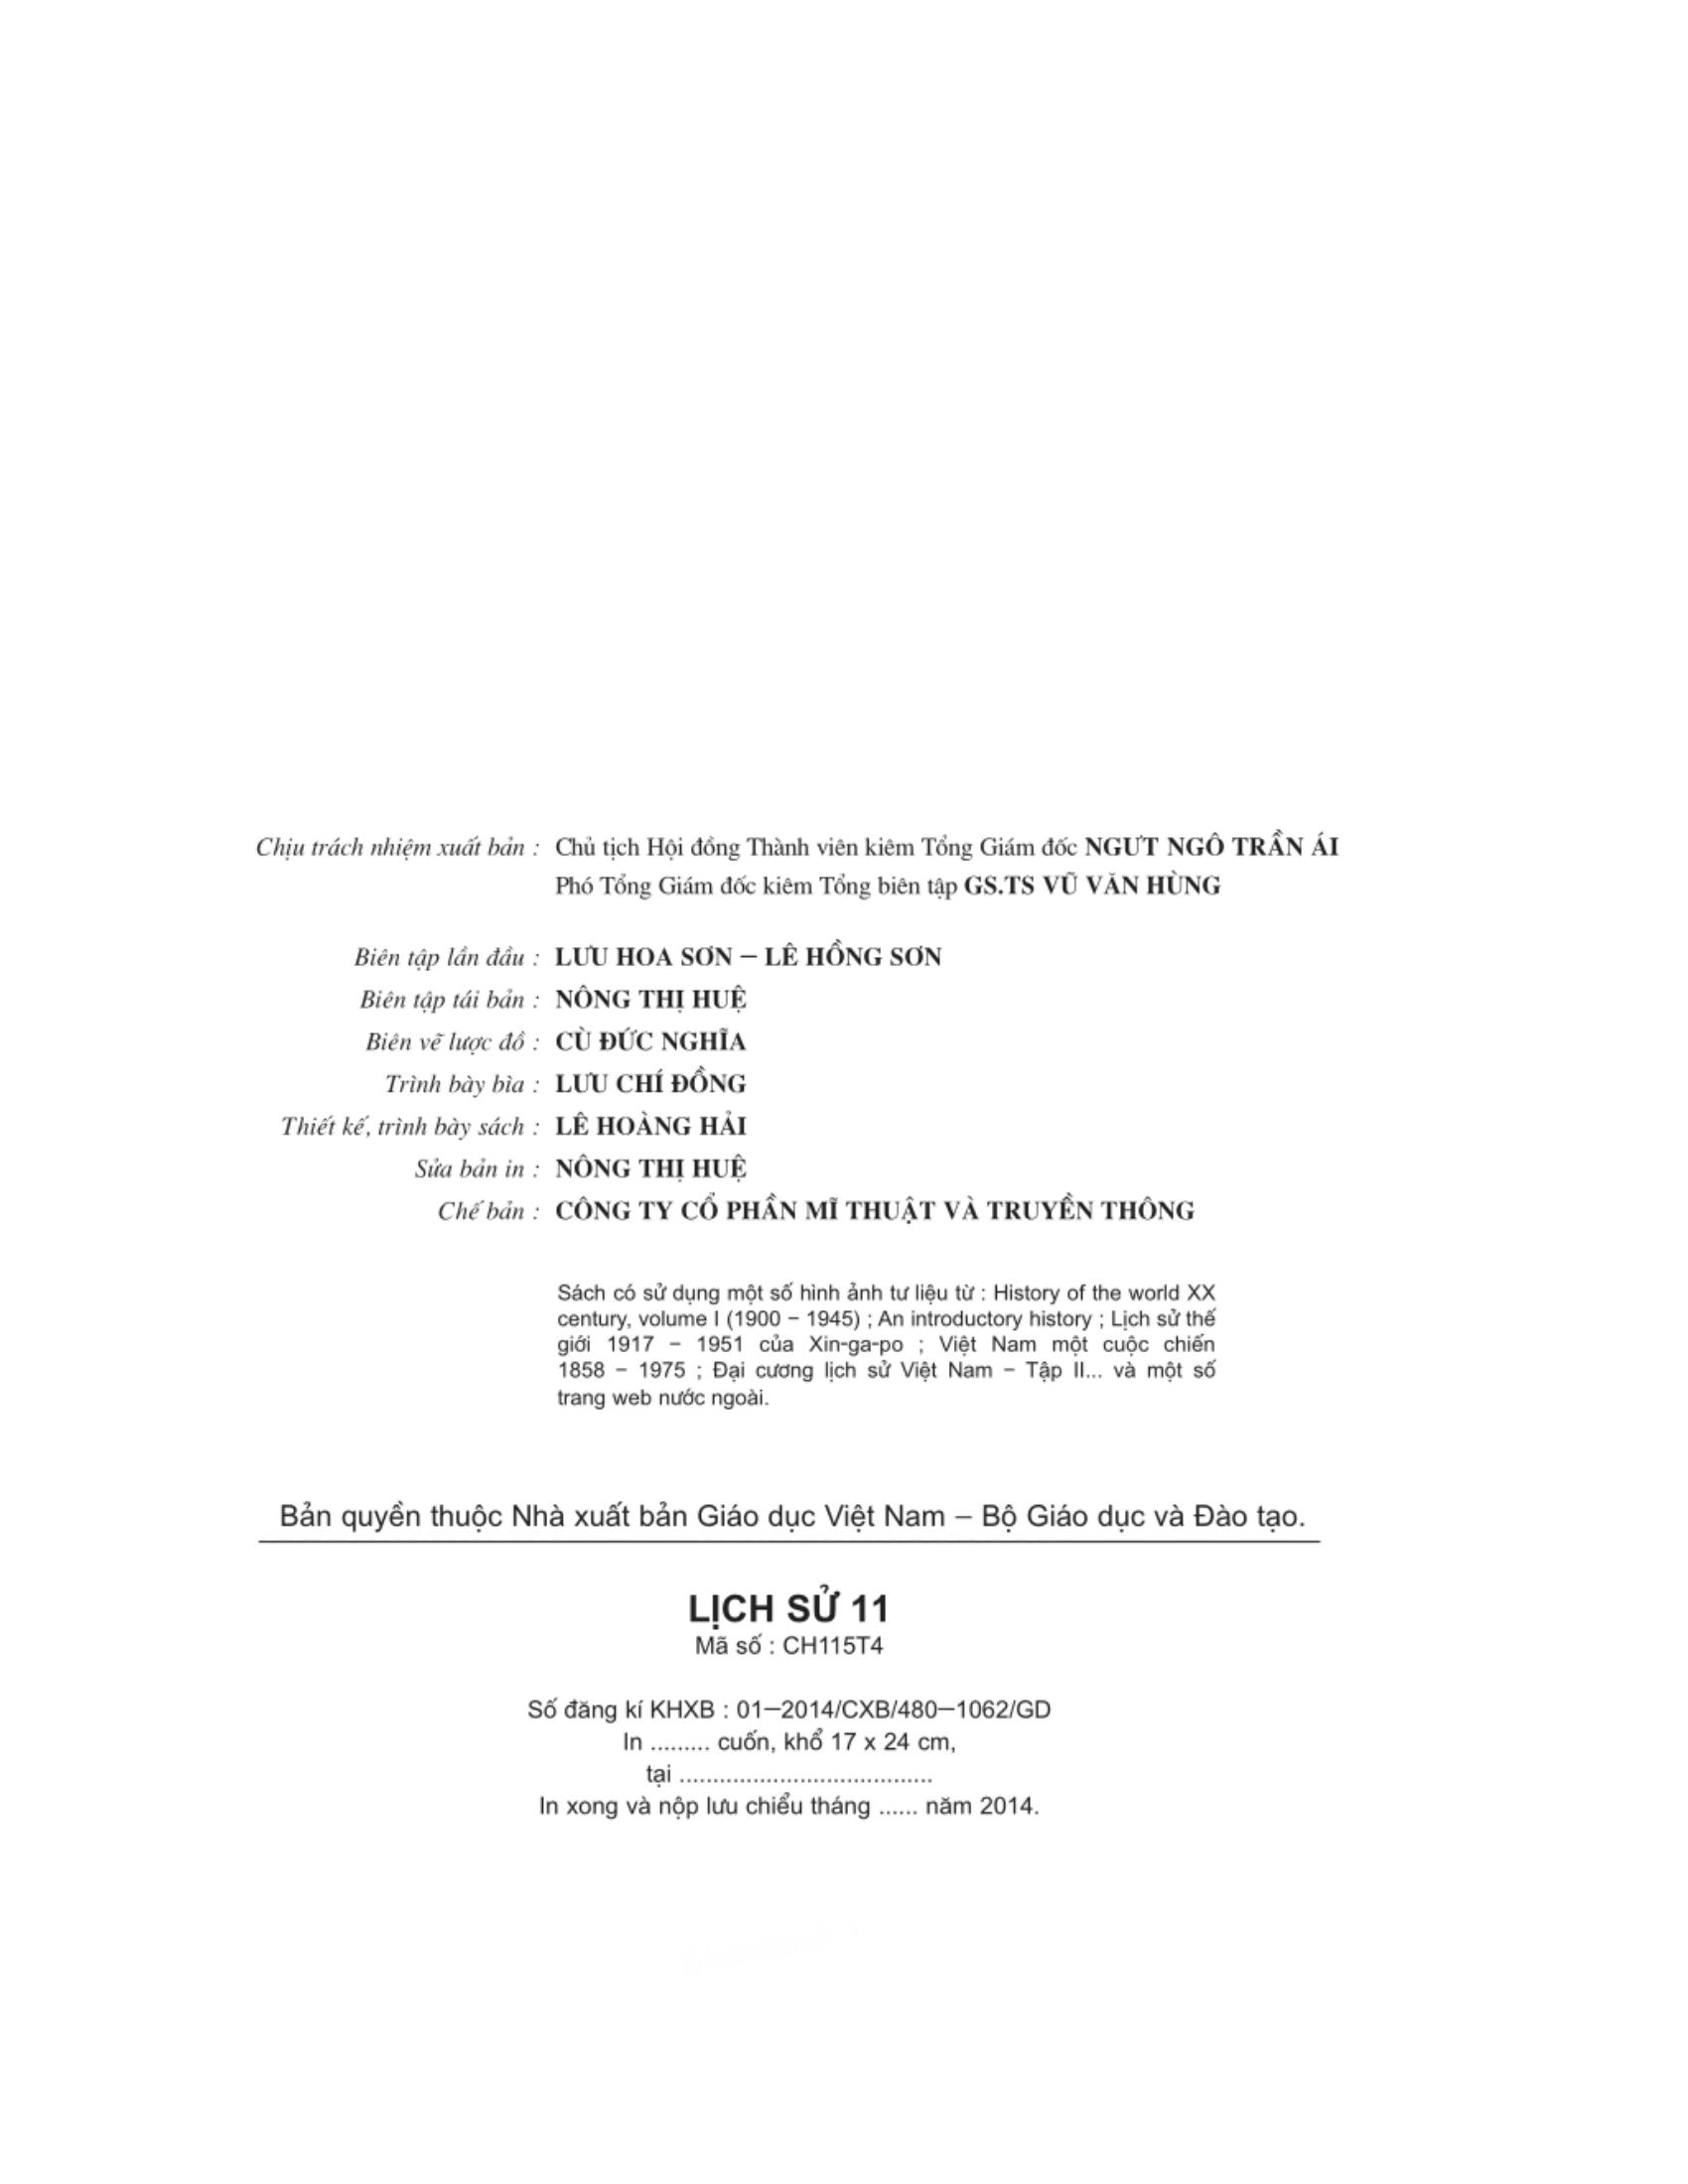 Chịu trách nhiệm xuất bản : Chủ tịch Hội đồng Thành viên kiêm Tổng Giám đốc NGƯT NGÔ TRẦN ÁI
Phó Tổng Giám đốc kiêm Tổng biên tập GS.TS VŨ VĂN HÙNG
Biên tập lần đầu : LƯU HOA SƠN – LÊ HỒNG SƠN
Biên tập tái bản : NÔNG THỊ HUỆ
Biên vẽ lược đồ : CÙ ĐỨC NGHĨA
Trình bày bìa : LƯU CHÍ ĐỒNG
Thiết kế, trình bày sách : LÊ HOÀNG HẢI
Sửa bản in : NÔNG THỊ HUỆ
Chế bản : CÔNG TY CỔ PHẦN MĨ THUẬT VÀ TRUYỀN THÔNG
Sách có sử dụng một số hình ảnh tư liệu từ : History of the world XX
century, volume I (1900 – 1945) ; An introductory history ; Lịch sử thế
giới 1917 – 1951 của Xin-ga-po ; Việt Nam một cuộc chiến
1858 – 1975 ; Đại cương lịch sử Việt Nam – Tập II... và một số
trang web nước ngoài.
Bản quyền thuộc Nhà xuất bản Giáo dục Việt Nam – Bộ Giáo dục và Đào tạo.
LỊCH SỬ 11
Mã số : CH115T4
Số đăng kí KHXB : 01–2014/CXB/480–1062/GD
In ......... cuốn, khổ 17 x 24 cm,
tại ......................................
In xong và nộp lưu chiểu tháng ...... năm 2014.